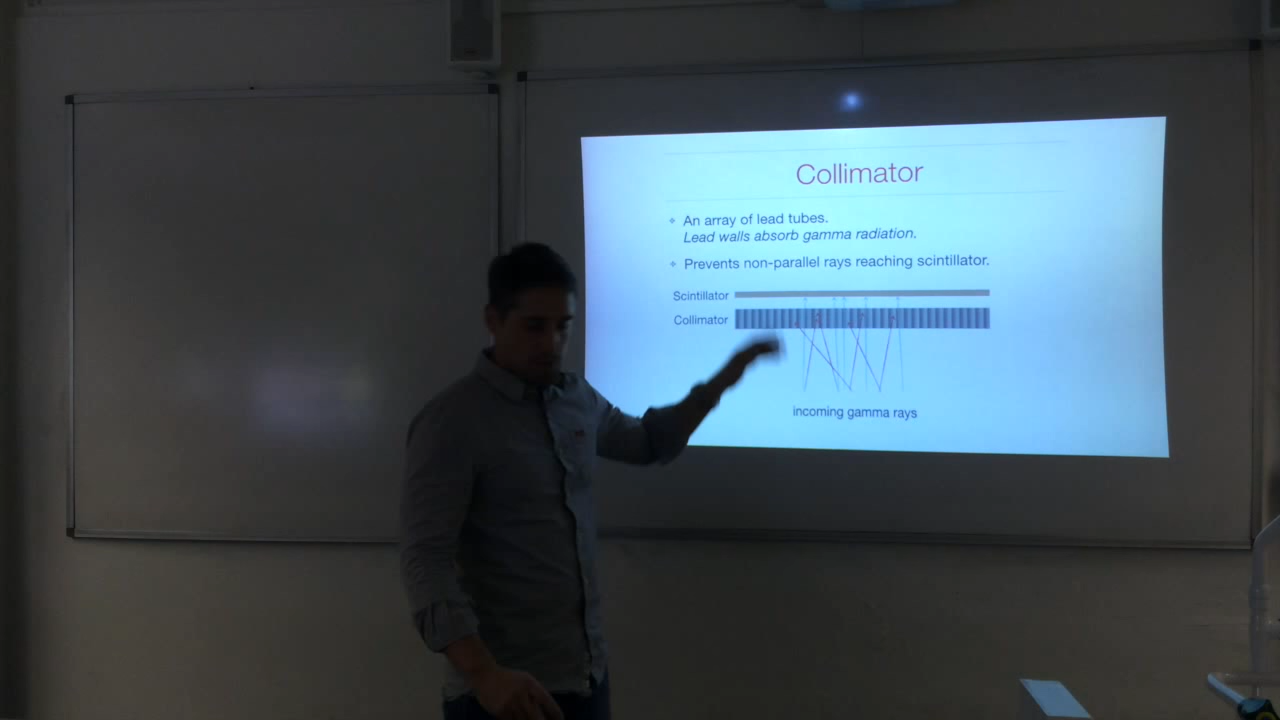 Collimator
An array of lead tubes.
Lead walls absorb gamma radiation.
Prevents non-parallel rays reaching scintillator.
Scintillator
Collimator
incoming gamma rays